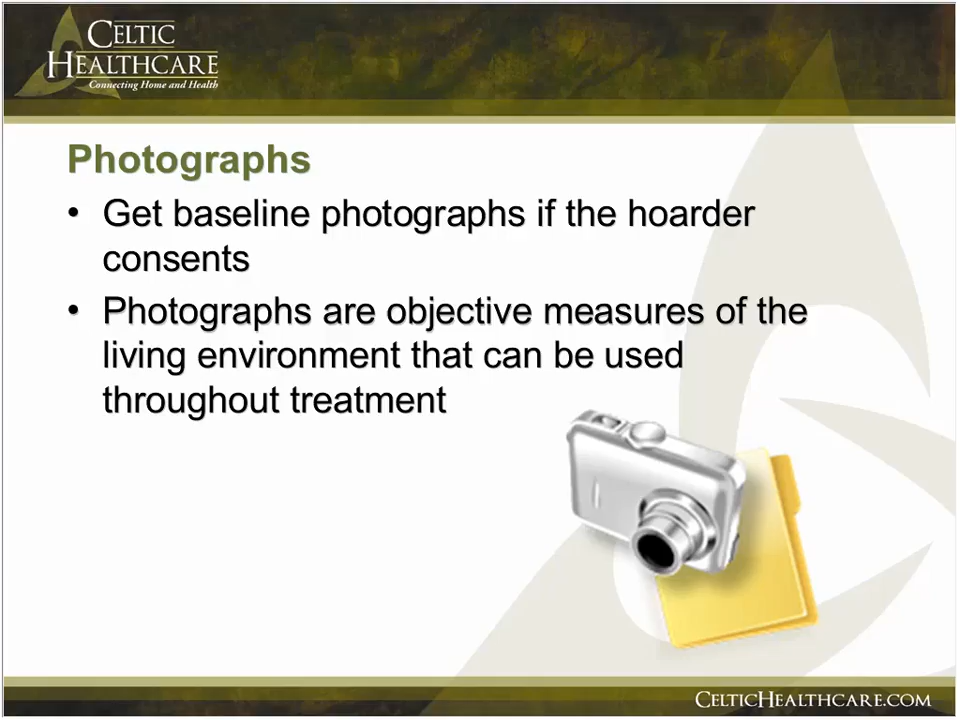 CELTIC
HEALTHCARE
Connecting Home and Health
Photographs
• Get baseline photographs if the hoarder
consents
• Photographs are objective measures of the
living environment that can be used
throughout treatment
CELTICHEALTHCARE.COM